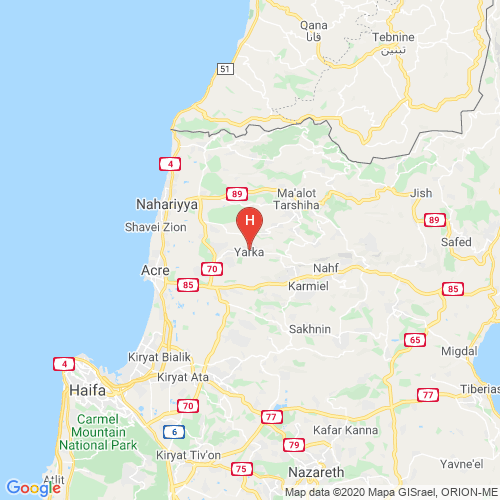 Qana
قانا
Tebnine
تبنين
51
4
Ma'alot
Tarshiha
89
Jish
Nahariyya
Shavei Zion
H
89
Safed
Yarka
Acre
70
Nahf
85
Karmiel
85
Sakhnin
65
Kiryat Bialik
Migdal
4
Haifa
Kiryat Ata
77
Tiberias
70
77
Carmel
Mountain
National Park
6
Kafar Kanna
79
Kiryat Tiv'on
75
Nazareth
Yavne'el
Atlit
Google
Map data ©2020 Mapa GISrael, ORION-ME